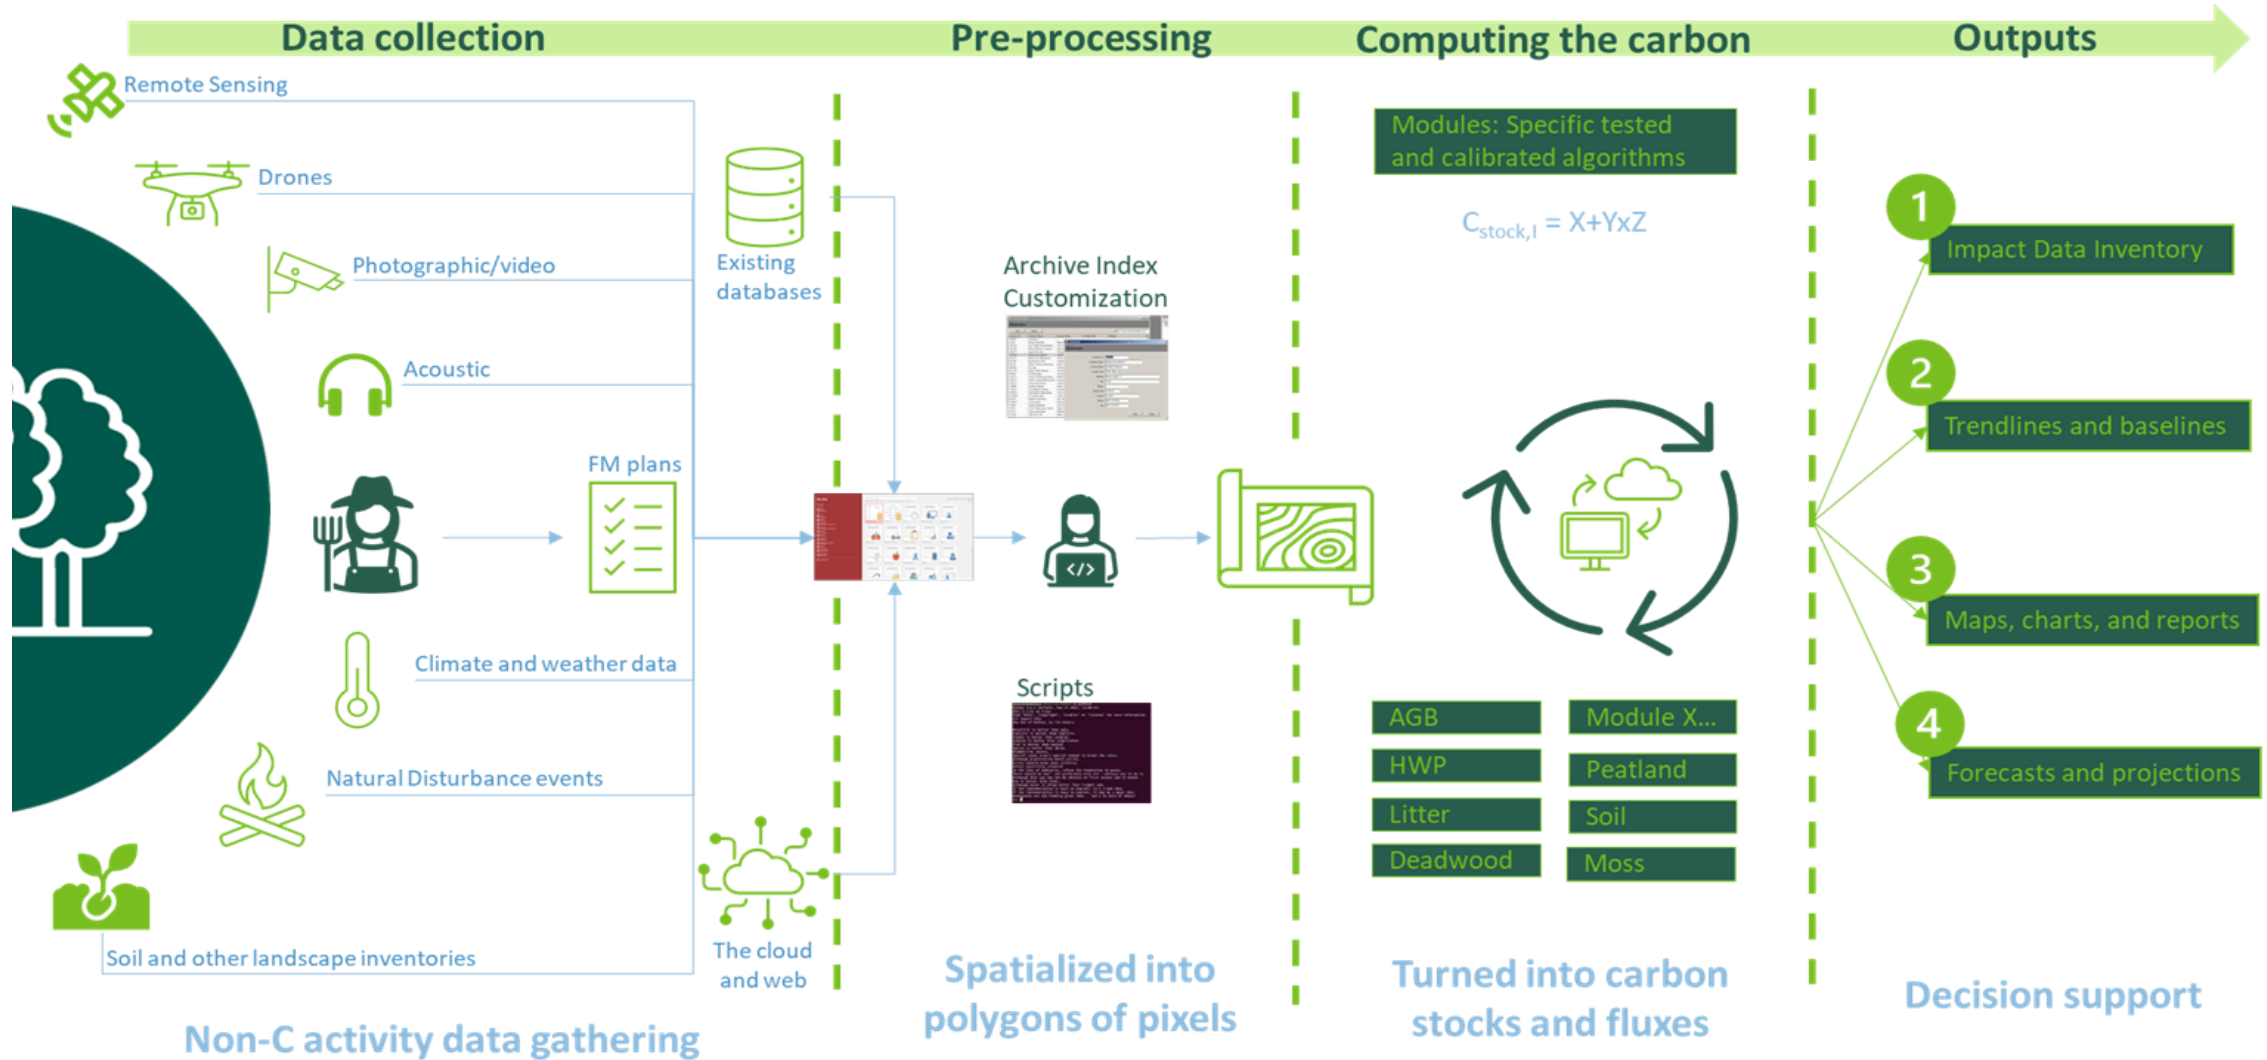 Data collection
Pre-processing
Computing the carbon
Outputs
Remote Sensing
Drones
Photographic/video
Acoustic
FM plans
Climate and weather data
Natural Disturbance events
Soil and other landscape inventories
Existing
databases
The cloud
and web
Non-C activity data gathering
Archive Index
Customization
</>
Scripts
Spatialized into
polygons of pixels
Modules: Specific tested
and calibrated algorithms
Cstock,I = X+YxZ
AGB
HWP
Litter
Deadwood
Module X...
Peatland
Soil
Moss
Turned into carbon
stocks and fluxes
1
Impact Data Inventory
2
Trendlines and baselines
3
Maps, charts, and reports
4
Forecasts and projections
Decision support